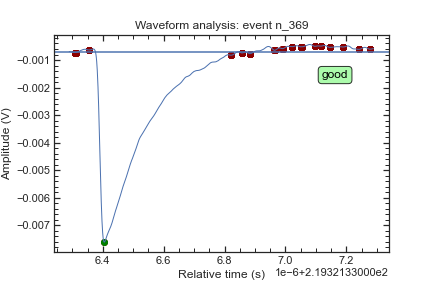 Waveform analysis: event n_369
Amplitude (V)
−0.001
−0.002
−0.003
−0.004
−0.005
−0.006
−0.007
good
6.4
6.6
6.8
7.0
7.2
Relative time (s)
1e−6+2.1932133000e2